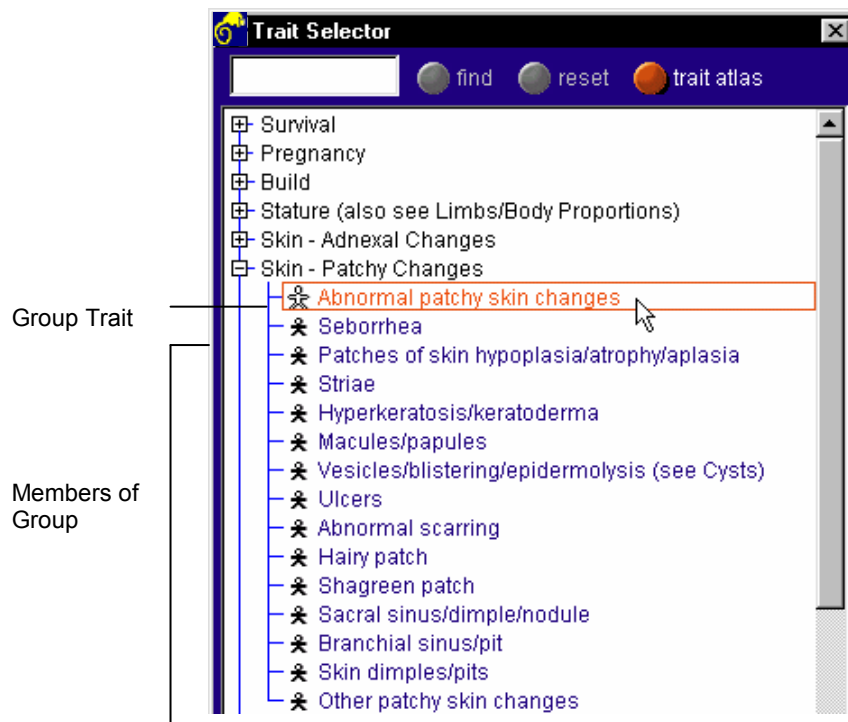 Trait Selector
find reset trait atlas
Survival
Pregnancy
Build
Stature (also see Limbs/Body Proportions)
Skin - Adnexal Changes
Skin - Patchy Changes
Abnormal patchy skin changes
Group Trait
Seborrhea
Patches of skin hypoplasia/atrophy/aplasia
Striae
Hyperkeratosis/keratoderma
Macules/papules
Vesicles/blistering/epidermolysis (see Cysts)
Members of
Group
Ulcers
Abnormal scarring
Hairy patch
Shagreen patch
Sacral sinus/dimple/nodule
Branchial sinus/pit
Skin dimples/pits
Other patchy skin changes